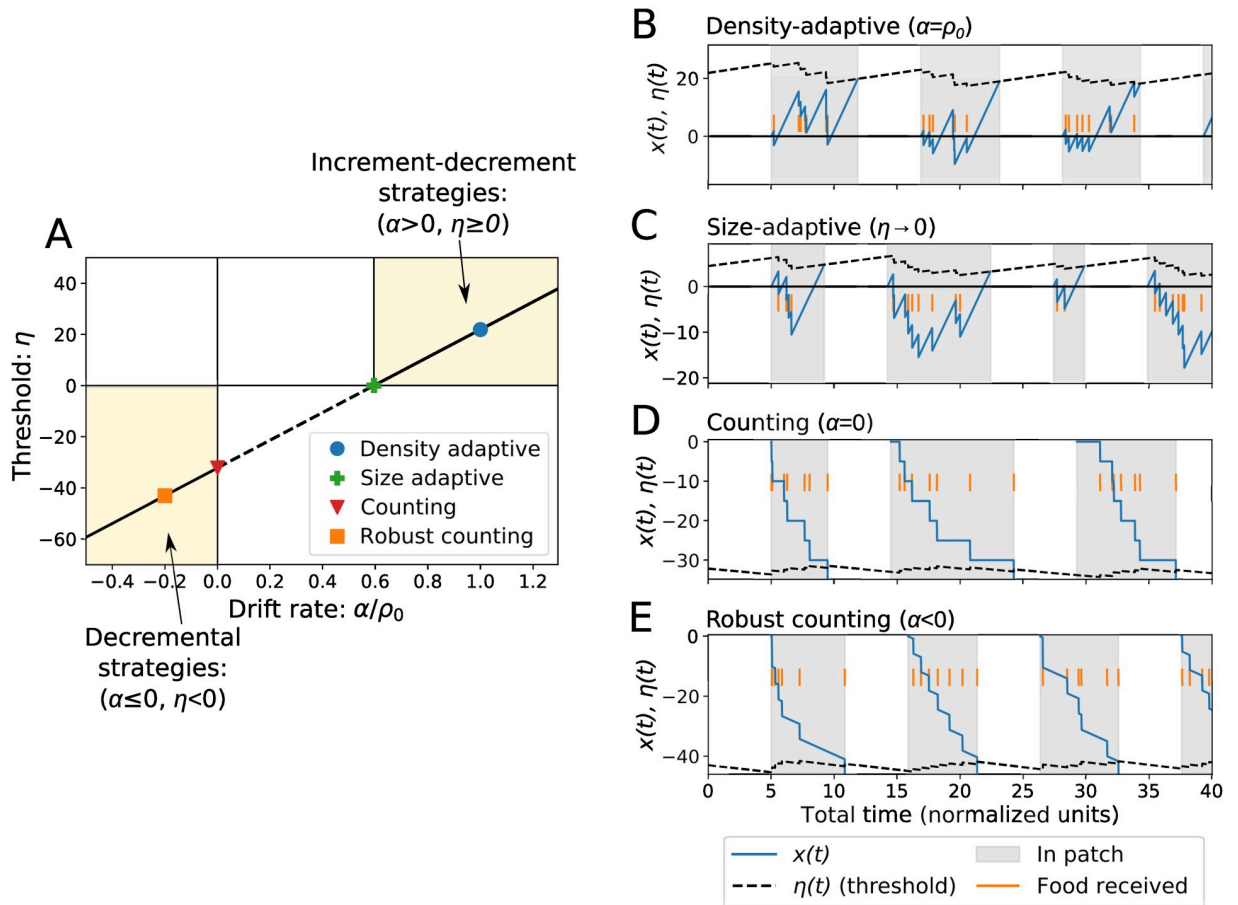 A
Increment-decrement
strategies:
(α>0, η≥0)
Threshold: η
40
20
0
−20
−40
−60
Density adaptive
Size adaptive
Counting
Robust counting
−0.4
−0.2
0.0
0.2
0.4
0.6
0.8
1.0
1.2
Drift rate: α/ρ0
Decremental
strategies:
(α≤0, η<0)
B
Density-adaptive (α=ρ0)
x(t), η(t)
20
0
C
Size-adaptive (η→0)
x(t), η(t)
0
−10
−20
D
Counting (α=0)
x(t), η(t)
0
−10
−20
−30
E
Robust counting (α<0)
x(t), η(t)
0
−20
−40
0
5
10
15
20
25
30
35
40
Total time (normalized units)
x(t)
η(t) (threshold)
In patch
Food received